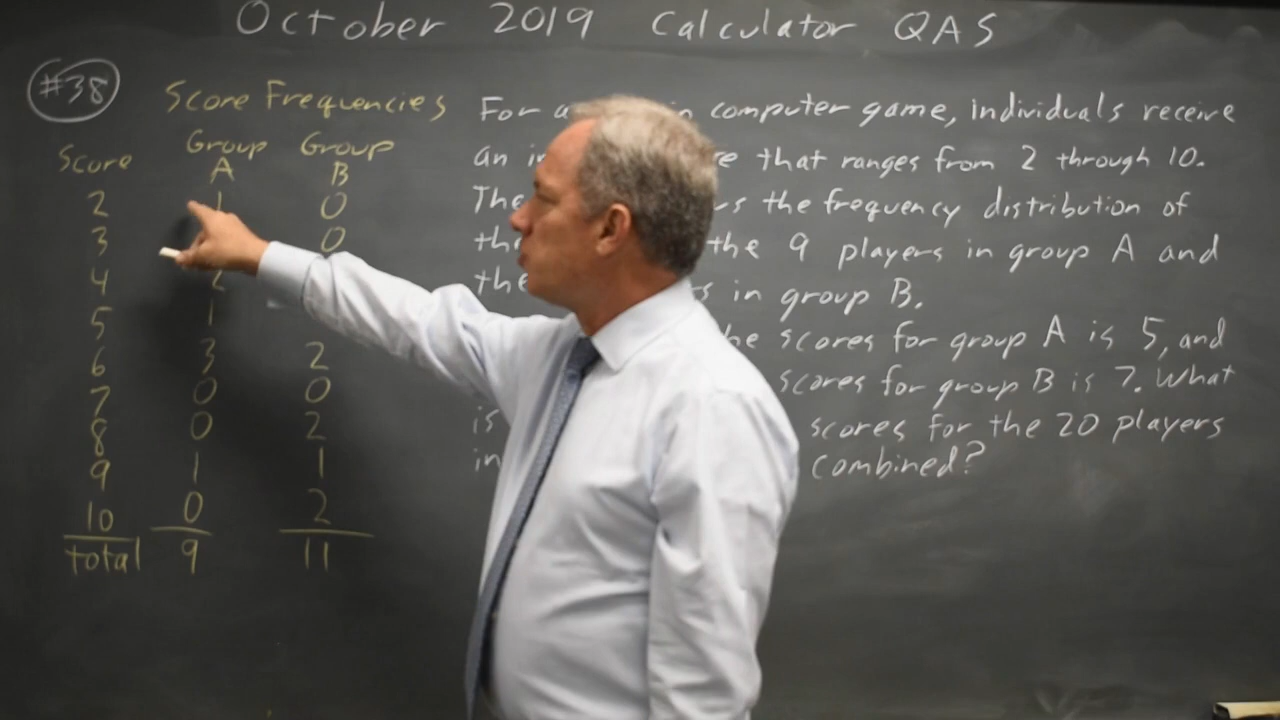 October 2019 Calculator QAS
#38 Score Frequencies
Score Group A Group B
2 1 0
3 0
4 2
5 1
6 3 2
7 0 0
8 0 2
9 1 1
10 0 2
total 9 11
For a computer game, individuals receive
an that ranges from 2 through 10.
The the frequency distribution of
the 9 players in group A and
the in group B.
scores for group A is 5, and
scores for group B is 7. What
is scores for the 20 players
in combined?